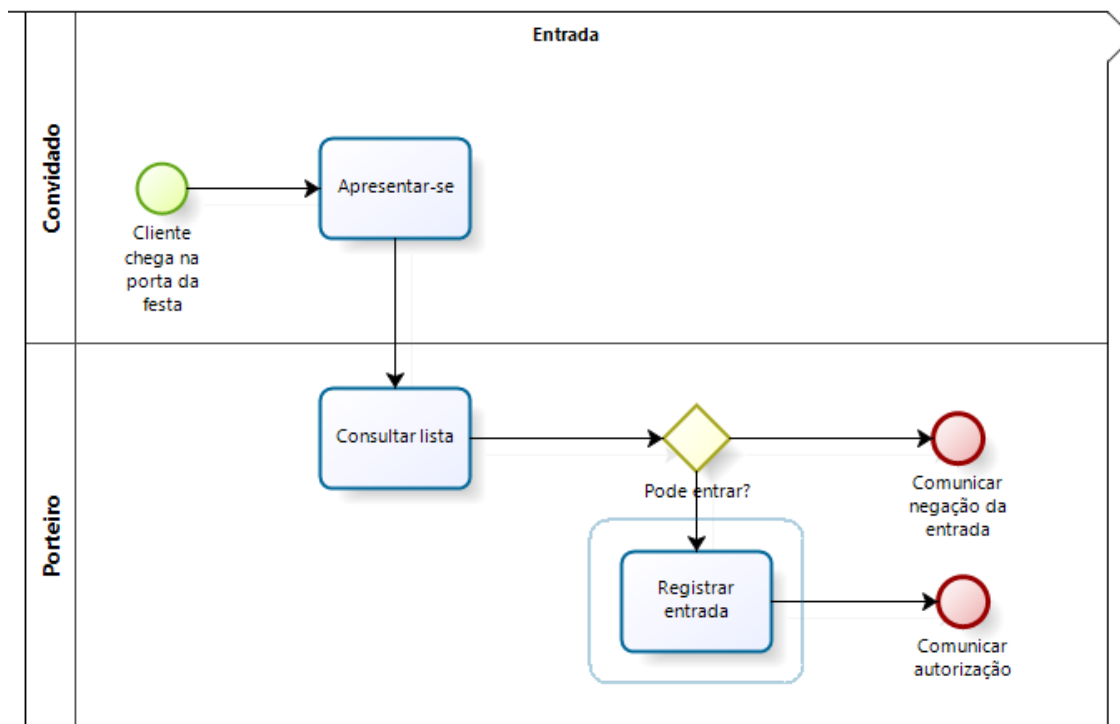 Entrada
Convidado
Apresentar-se
Cliente
chega na
porta da
festa
Porteiro
Consultar lista
Pode entrar?
Comunicar
negação da
entrada
Registrar
entrada
Comunicar
autorização